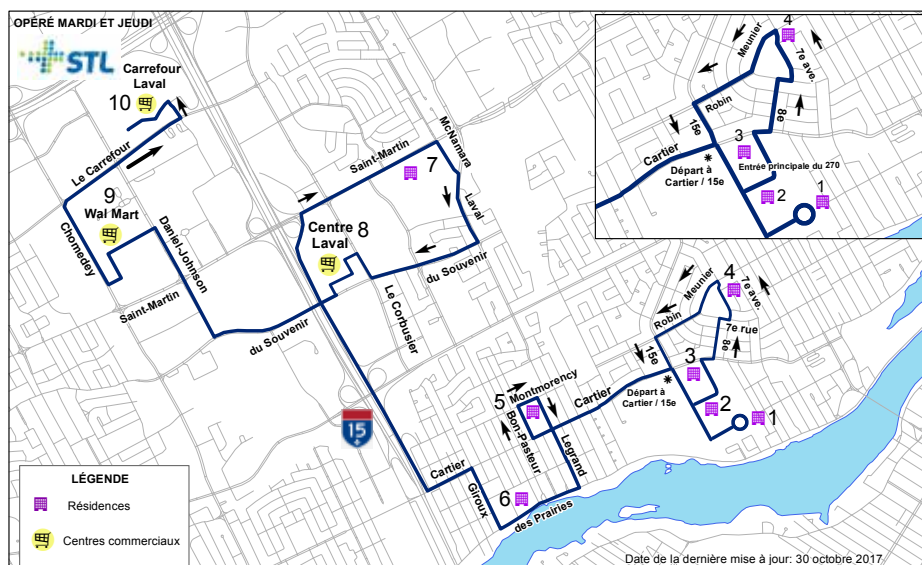 OPÉRÉ MARDI ET JEUDI
STL
Carrefour
Laval
10
Le Carrefour
9
Wal Mart
Chomedey
Daniel-Johnson
Saint-Martin
du Souvenir
Saint-Martin
McNamara
7
Laval
Centre
Laval
8
du Souvenir
Le Corbusier
15
Cartier
Giroux
6
des Prairies
5
Montmorency
Bon-Pasteur
Legrand
Cartier
Départ à
Cartier / 15e
15e
Robin
Meunier
4
7e ave.
7e rue
8e
3
2
1
4
Meunier
7e ave.
Robin
15e
8e
Cartier
3
Départ à
Cartier / 15e
Entrée principale du 270
2
1
LÉGENDE
Résidences
Centres commerciaux
Date de la dernière mise à jour: 30 octobre 2017